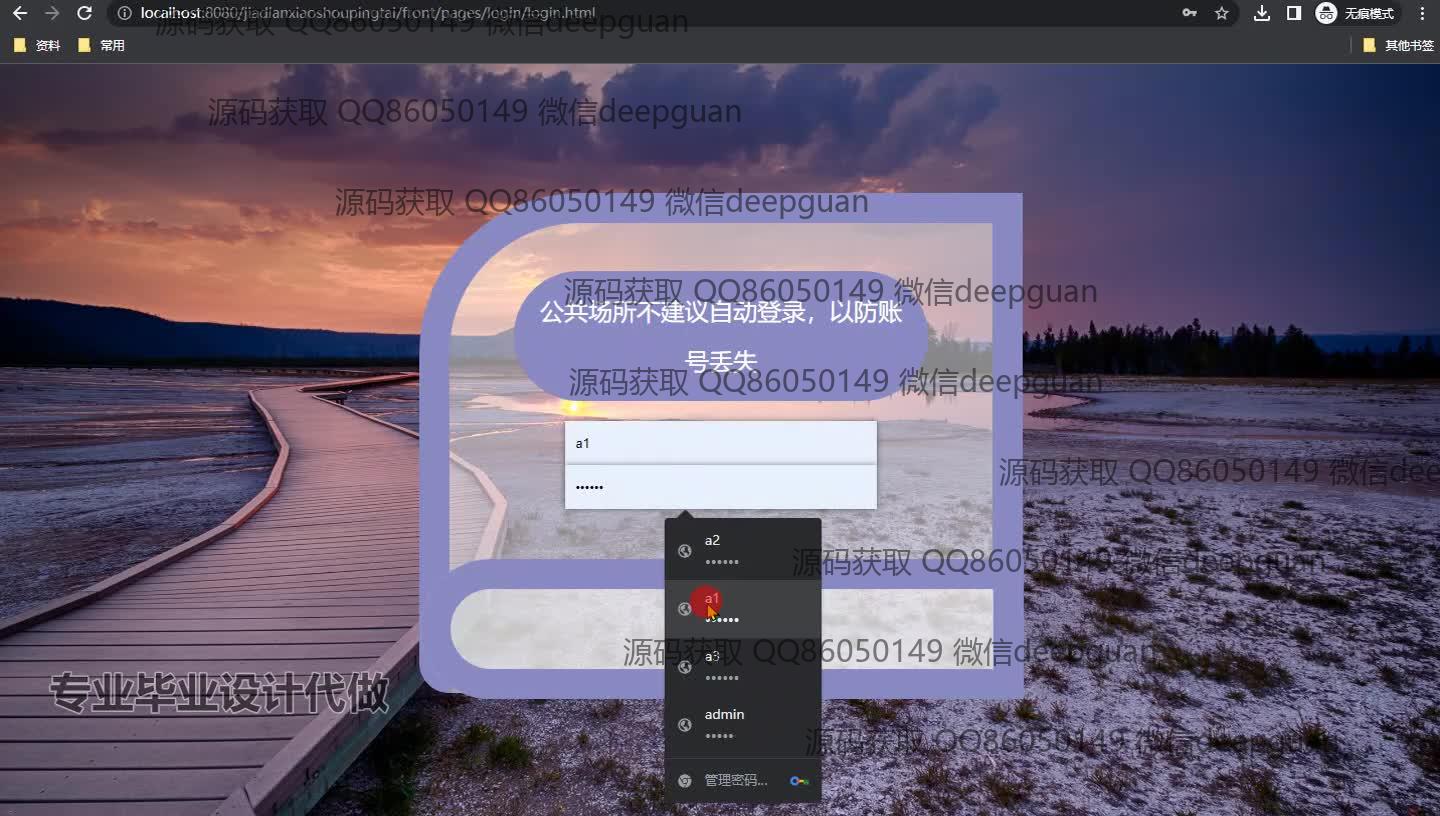 localhost:8080/jiadianxiaoshoupingtai/front/pages/login/login.html
无痕模式
资料
常用
其他书签
源码获取 QQ86050149 微信deepguan
源码获取 QQ86050149 微信deepguan
源码获取 QQ86050149 微信deepguan
源码获取 QQ86050149 微信deepguan
公共场所不建议自动登录，以防账
号丢失
源码获取 QQ86050149 微信deepguan
a1
••••••
源码获取 QQ86050149 微信dee
a2
••••••
源码获取 QQ86050149 微信deepguan
a1
••••••
源码获取 QQ86050149 微信deepguan
a3
••••••
专业毕业设计代做
admin
•••••
源码获取 QQ86050149 微信deepguan
管理密码...